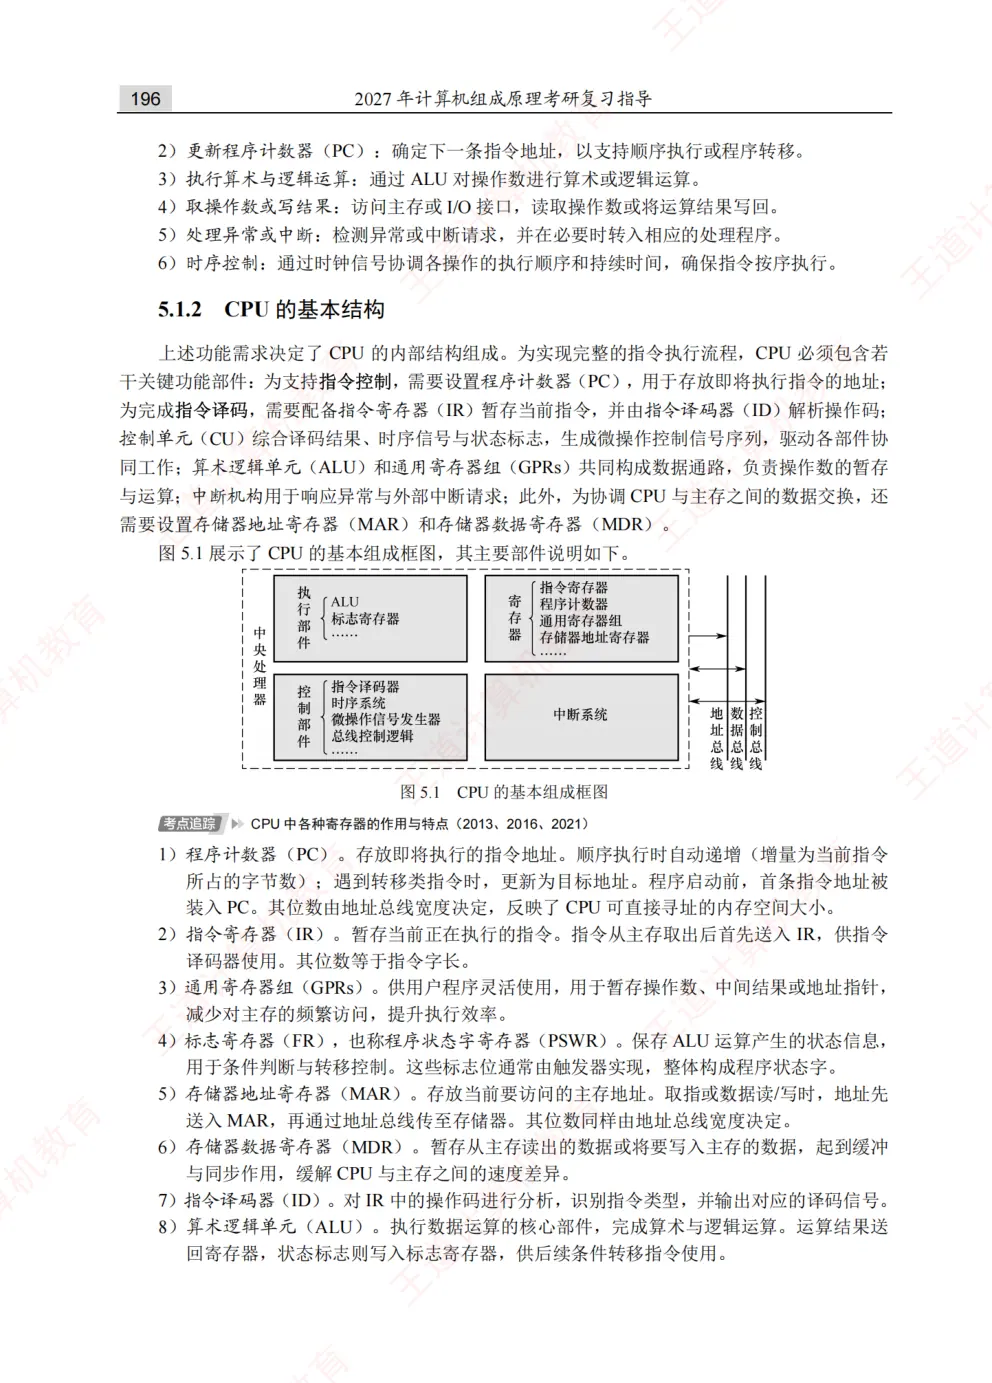 196
2027 年计算机组成原理考研复习指导
2）更新程序计数器（PC）：确定下一条指令地址，以支持顺序执行或程序转移。
3）执行算术与逻辑运算：通过 ALU 对操作数进行算术或逻辑运算。
4）取操作数或写结果：访问主存或 I/O 接口，读取操作数或将运算结果写回。
5）处理异常或中断：检测异常或中断请求，并在必要时转入相应的处理程序。
6）时序控制：通过时钟信号协调各操作的执行顺序和持续时间，确保指令按序执行。
5.1.2 CPU 的基本结构
上述功能需求决定了 CPU 的内部结构组成。为实现完整的指令执行流程，CPU 必须包含若
干关键功能部件：为支持指令控制，需要设置程序计数器（PC），用于存放即将执行指令的地址；
为完成指令译码，需要配备指令寄存器（IR）暂存当前指令，并由指令译码器（ID）解析操作码；
控制单元（CU）综合译码结果、时序信号与状态标志，生成微操作控制信号序列，驱动各部件协
同工作；算术逻辑单元（ALU）和通用寄存器组（GPRs）共同构成数据通路，负责操作数的暂存
与运算；中断机构用于响应异常与外部中断请求；此外，为协调 CPU 与主存之间的数据交换，还
需要设置存储器地址寄存器（MAR）和存储器数据寄存器（MDR）。
图 5.1 展示了 CPU 的基本组成框图，其主要部件说明如下。
中央处理器
执行部件
ALU
标志寄存器
……
寄存器
指令寄存器
程序计数器
通用寄存器组
存储器地址寄存器
……
控制部件
指令译码器
时序系统
微操作信号发生器
总线控制逻辑
……
中断系统
地址总线
数据总线
控制总线
图 5.1 CPU 的基本组成框图
考点追踪 CPU 中各种寄存器的作用与特点（2013、2016、2021）
1）程序计数器（PC）。存放即将执行的指令地址。顺序执行时自动递增（增量为当前指令
所占的字节数）；遇到转移类指令时，更新为目标地址。程序启动前，首条指令地址被
装入 PC。其位数由地址总线宽度决定，反映了 CPU 可直接寻址的内存空间大小。
2）指令寄存器（IR）。暂存当前正在执行的指令。指令从主存取出后首先送入 IR，供指令
译码器使用。其位数等于指令字长。
3）通用寄存器组（GPRs）。供用户程序灵活使用，用于暂存操作数、中间结果或地址指针，
减少对主存的频繁访问，提升执行效率。
4）标志寄存器（FR），也称程序状态字寄存器（PSWR）。保存 ALU 运算产生的状态信息，
用于条件判断与转移控制。这些标志位通常由触发器实现，整体构成程序状态字。
5）存储器地址寄存器（MAR）。存放当前要访问的主存地址。取指或数据读/写时，地址先
送入 MAR，再通过地址总线传至存储器。其位数同样由地址总线宽度决定。
6）存储器数据寄存器（MDR）。暂存从主存读出的数据或将要写入主存的数据，起到缓冲
与同步作用，缓解 CPU 与主存之间的速度差异。
7）指令译码器（ID）。对 IR 中的操作码进行分析，识别指令类型，并输出对应的译码信号。
8）算术逻辑单元（ALU）。执行数据运算的核心部件，完成算术与逻辑运算。运算结果送
回寄存器，状态标志则写入标志寄存器，供后续条件转移指令使用。